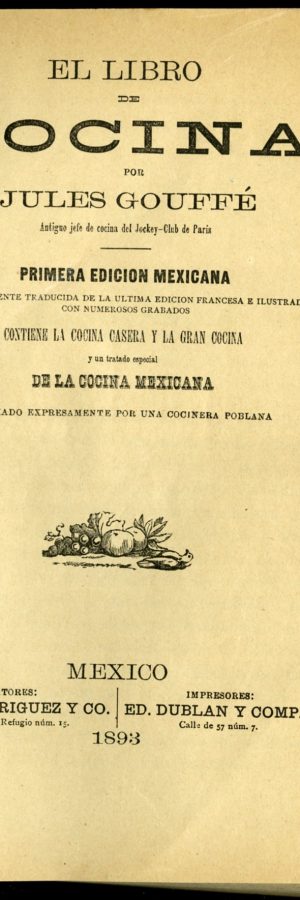 EL LIBRO
DE
OCINA
POR
JULES GOUFFÉ
Antiguo jefe de cocina del Jockey-Club de Paris
PRIMERA EDICION MEXICANA
ENTE TRADUCIDA DE LA ULTIMA EDICION FRANCESA E ILUSTRAD
CON NUMEROSOS GRABADOS
CONTIENE LA COCINA CASERA Y LA GRAN COCINA
y un tratado especial
DE LA COCINA MEXICANA
ADO EXPRESAMENTE POR UNA COCINERA POBLANA
MEXICO
TORES:
RIGUEZ Y CO.
Refugio núm. 15.
IMPRESORES:
ED. DUBLAN Y COMP
Calle de 57 núm. 7.
1893